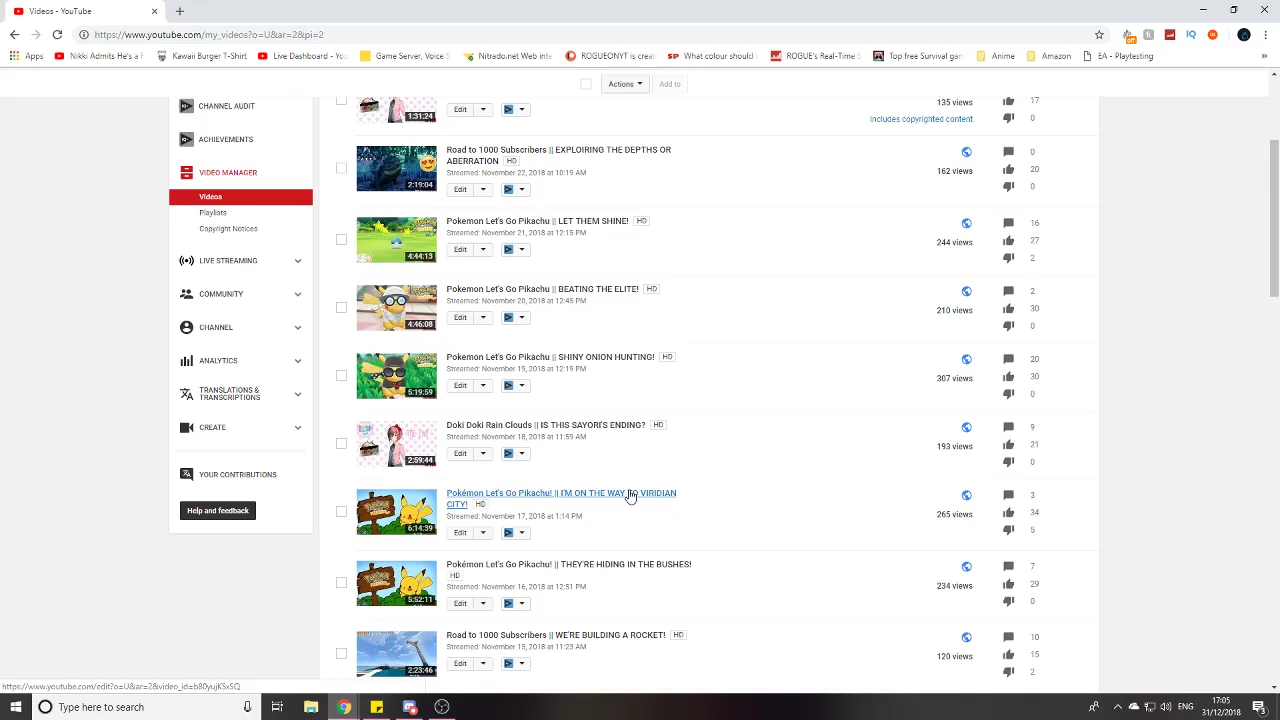 Videos - YouTube
https://www.youtube.com/my_videos?o=U&ar=2&pi=2
Apps
Nikki Admits He's a F
Kawaii Burger T-Shirt
Live Dashboard - You
Game Server, Snice S
Nitrado.net Web inte
ROGUEONYT is creat
What colour should
ROGUE's Real-Time S
Top free Survival gam
Anime
Amazon
EA - Playtesting
Actions
Add to
CHANNEL AUDIT
ACHIEVEMENTS
VIDEO MANAGER
Videos
Playlists
Copyright Notices
LIVE STREAMING
COMMUNITY
CHANNEL
ANALYTICS
TRANSLATIONS &
TRANSCRIPTIONS
CREATE
YOUR CONTRIBUTIONS
Help and feedback
1:31:24
Edit
135 views
Includes copyrighted content
17
0
Road to 1000 Subscribers || EXPLOIRING THE DEPTHS OR
ABERRATION HD
Streamed: November 22, 2018 at 10:19 AM
2:19:04
Edit
162 views
0
20
0
Pokemon Let's Go Pikachu || LET THEM SHINE! HD
Streamed: November 21, 2018 at 12:15 PM
4:44:13
Edit
244 views
16
27
2
Pokemon Let's Go Pikachu || BEATING THE ELITE! HD
Streamed: November 20, 2018 at 12:45 PM
4:46:08
Edit
210 views
2
30
0
Pokemon Let's Go Pikachu || SHINY ONION HUNTING! HD
Streamed: November 19, 2018 at 12:19 PM
5:19:59
Edit
307 views
20
30
0
Doki Doki Rain Clouds || IS THIS SAYORI'S ENDING? HD
Streamed: November 18, 2018 at 11:59 AM
2:59:44
Edit
193 views
9
21
0
Pokémon Let's Go Pikachu! || I'M ON THE WAY TO VIRIDIAN
CITY! HD
Streamed: November 17, 2018 at 1:14 PM
6:14:39
Edit
265 views
3
34
5
Pokémon Let's Go Pikachu! || THEY'RE HIDING IN THE BUSHES!
HD
Streamed: November 16, 2018 at 12:51 PM
5:52:11
Edit
234 views
7
29
0
Road to 1000 Subscribers || WE'RE BUILDING A ROCKET! HD
Streamed: November 15, 2018 at 11:23 AM
2:23:46
Edit
120 views
10
15
2
https://www.youtube.com/edit?o=U&ar=2&video_id=b80yujKSxSQ
Type here to search
ENG
17:05
31/12/2018